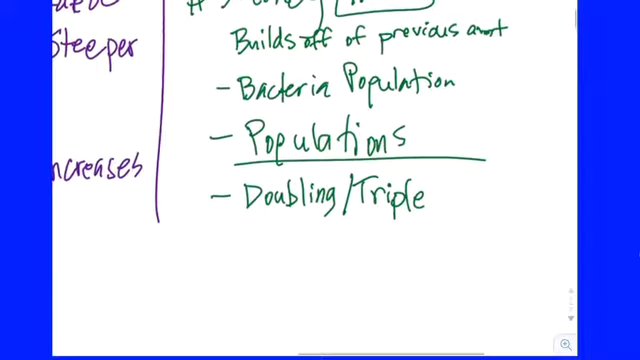 Steeper
Builds off of previous amt
- Bacteria Population
- Populations
ncreases
- Doubling/Triple